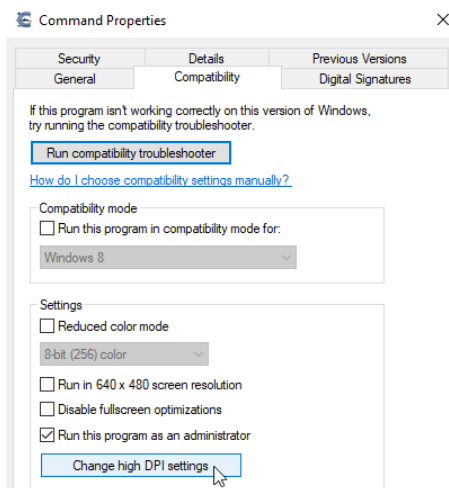 Command Properties
Security Details Previous Versions
General Compatibility Digital Signatures
If this program isn't working correctly on this version of Windows,
try running the compatibility troubleshooter.
Run compatibility troubleshooter
How do I choose compatibility settings manually?
Compatibility mode
Run this program in compatibility mode for:
Windows 8
Settings
Reduced color mode
8-bit (256) color
Run in 640 x 480 screen resolution
Disable fullscreen optimizations
Run this program as an administrator
Change high DPI settings